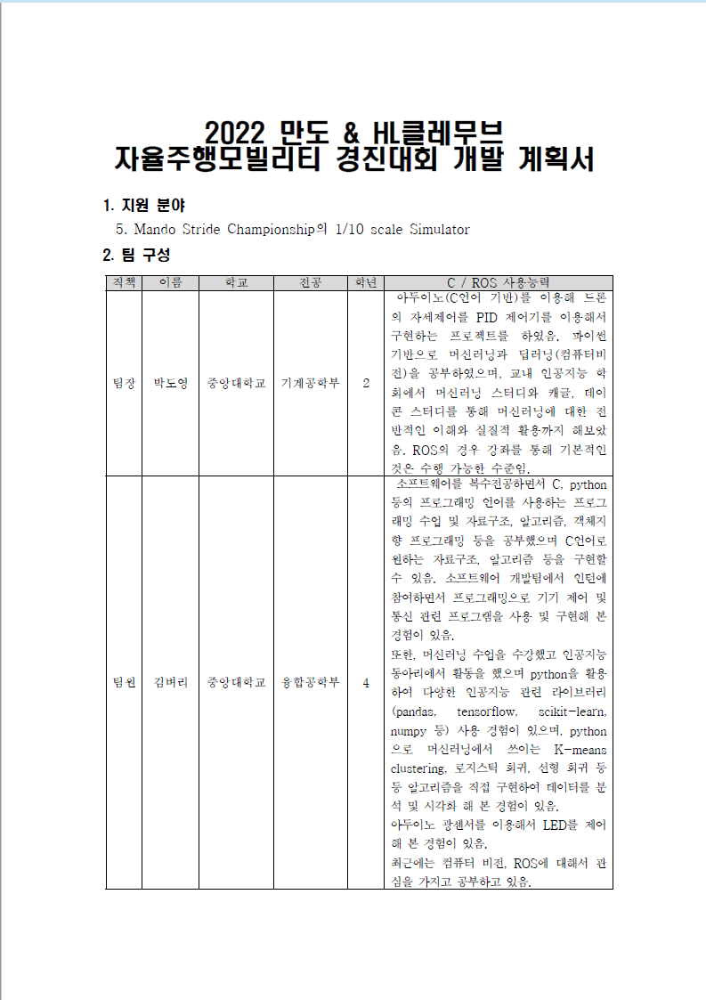 2022 만도 & HL클레무브
자율주행모빌리티 경진대회 개발 계획서
1. 지원 분야
5. Mando Stride Championship의 1/10 scale Simulator
2. 팀 구성
직책 이름 학교 전공 학년 C / ROS 사용능력
팀장 박도영 중앙대학교 기계공학부 2
아두이노(C언어 기반)를 이용해 드론
의 자세제어를 PID 제어기를 이용해서
구현하는 프로젝트를 하였음. 파이썬
기반으로 머신러닝과 딥러닝(컴퓨터비
전)을 공부하였으며, 교내 인공지능 학
회에서 머신러닝 스터디와 캐글, 데이
콘 스터디를 통해 머신러닝에 대한 전
반적인 이해와 실질적 활용까지 해보았
음. ROS의 경우 강좌를 통해 기본적인
것은 수행 가능한 수준임.
팀원 김벼리 중앙대학교 융합공학부 4
소프트웨어를 복수전공하면서 C, python
등의 프로그래밍 언어를 사용하는 프로그
래밍 수업 및 자료구조, 알고리즘, 객체지
향 프로그래밍 등을 공부했으며 C언어로
원하는 자료구조, 알고리즘 등을 구현할
수 있음. 소프트웨어 개발팀에서 인턴에
참여하면서 프로그래밍으로 기기 제어 및
통신 관련 프로그램을 사용 및 구현해 본
경험이 있음.
또한, 머신러닝 수업을 수강했고 인공지능
동아리에서 활동을 했으며 python을 활용
하여 다양한 인공지능 관련 라이브러리
(pandas, tensorflow, scikit-learn,
numpy 등) 사용 경험이 있으며, python
으로 머신러닝에서 쓰이는 K-means
clustering, 로지스틱 회귀, 선형 회귀 등
등 알고리즘을 직접 구현하여 데이터를 분
석 및 시각화 해 본 경험이 있음.
아두이노 광센서를 이용해서 LED를 제어
해 본 경험이 있음.
최근에는 컴퓨터 비전, ROS에 대해서 관
심을 가지고 공부하고 있음.